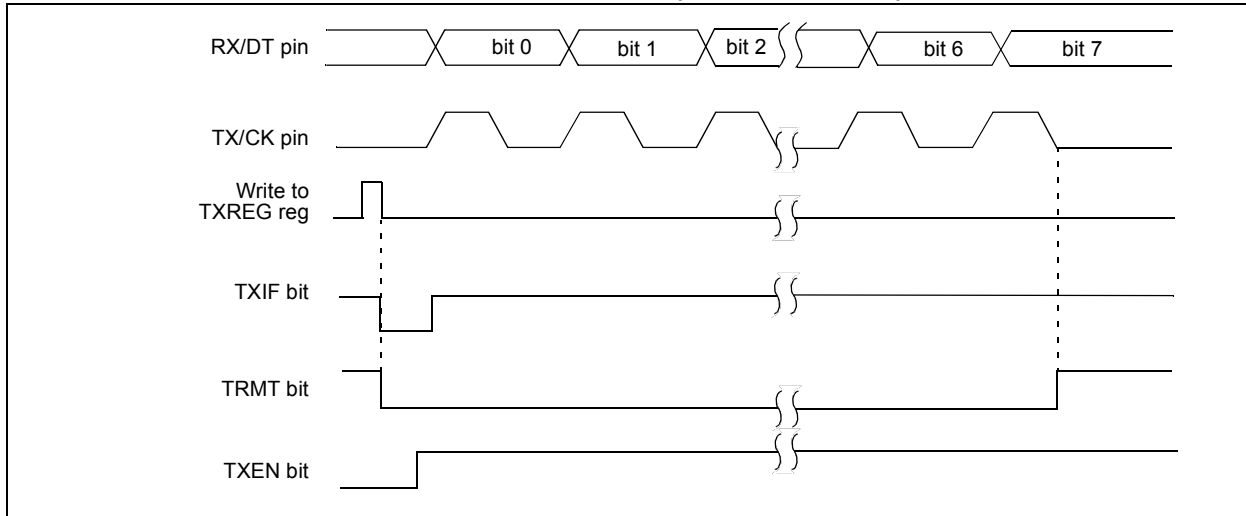 RX/DT pin
bit 0
bit 1
bit 2
bit 6
bit 7
TX/CK pin
Write to
TXREG reg
TXIF bit
TRMT bit
TXEN bit